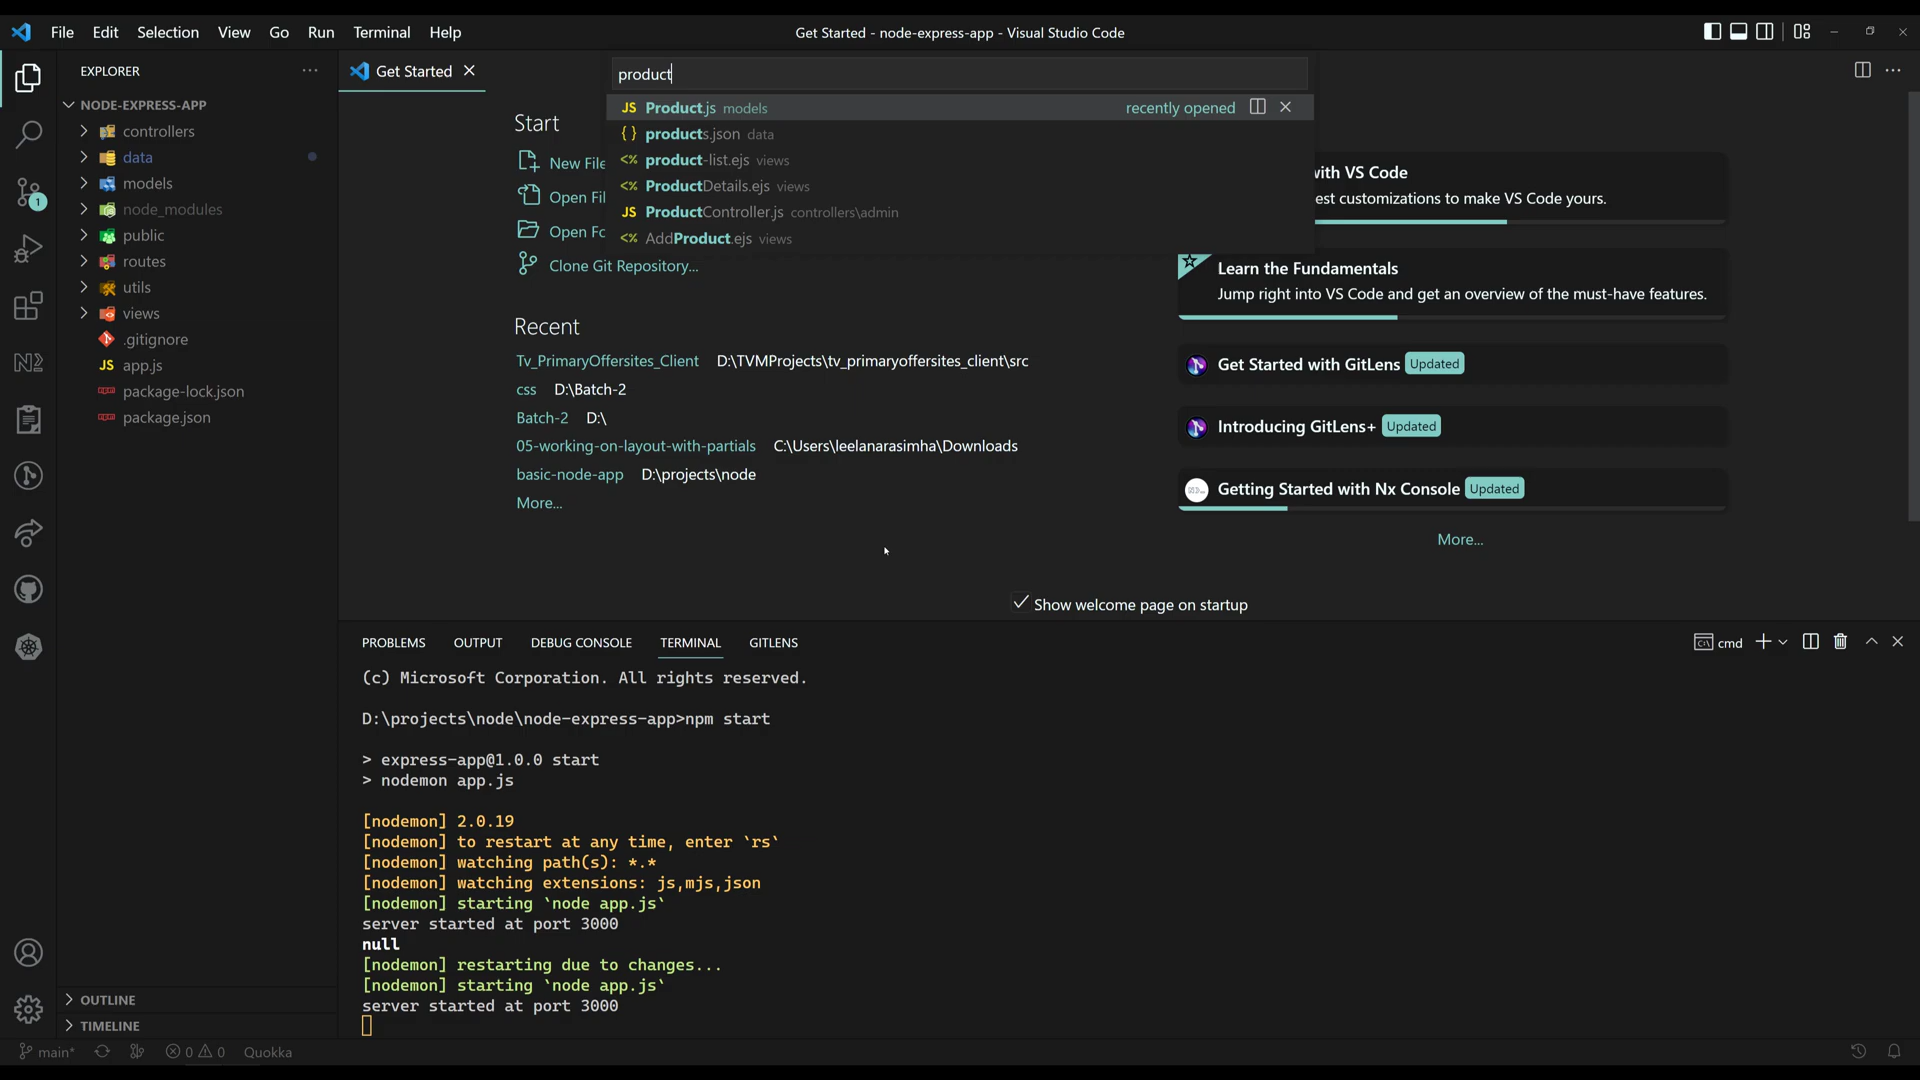 File Edit Selection View Go Run Terminal Help
Get Started - node-express-app - Visual Studio Code
EXPLORER
NODE-EXPRESS-APP
controllers
data
models
node_modules
public
routes
utils
views
.gitignore
JS app.js
package-lock.json
package.json
OUTLINE
TIMELINE
Get Started
product
JS Product.js models recently opened
{} products.json data
<% product-list.ejs views
<% ProductDetails.ejs views
JS ProductController.js controllers\admin
<% AddProduct.ejs views
Start
New File
Open Fil
Open Fo
Clone Git Repository...
Recent
Tv_PrimaryOffersites_Client D:\TVMProjects\tv_primaryoffersites_client\src
css D:\Batch-2
Batch-2 D:\
05-working-on-layout-with-partials C:\Users\leelanarasimha\Downloads
basic-node-app D:\projects\node
More...
with VS Code
est customizations to make VS Code yours.
Learn the Fundamentals
Jump right into VS Code and get an overview of the must-have features.
Get Started with GitLens Updated
Introducing GitLens+ Updated
Getting Started with Nx Console Updated
More...
Show welcome page on startup
PROBLEMS OUTPUT DEBUG CONSOLE TERMINAL GITLENS
cmd
(c) Microsoft Corporation. All rights reserved.
D:\projects\node\node-express-app>npm start
> express-app@1.0.0 start
> nodemon app.js
[nodemon] 2.0.19
[nodemon] to restart at any time, enter `rs`
[nodemon] watching path(s): *.*
[nodemon] watching extensions: js,mjs,json
[nodemon] starting `node app.js`
server started at port 3000
null
[nodemon] restarting due to changes...
[nodemon] starting `node app.js`
server started at port 3000
1
main* 0 0 Quokka